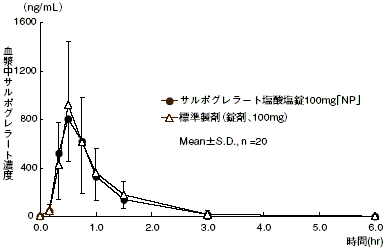 (ng/mL)
1600
1200
800
400
0
血漿中サルポグレラート濃度
サルポグレラート塩酸塩錠100mg「NP」
標準製剤(錠剤、100mg)
Mean±S.D., n =20
0.0 1.0 2.0 3.0 4.0 5.0 6.0
時間(hr)